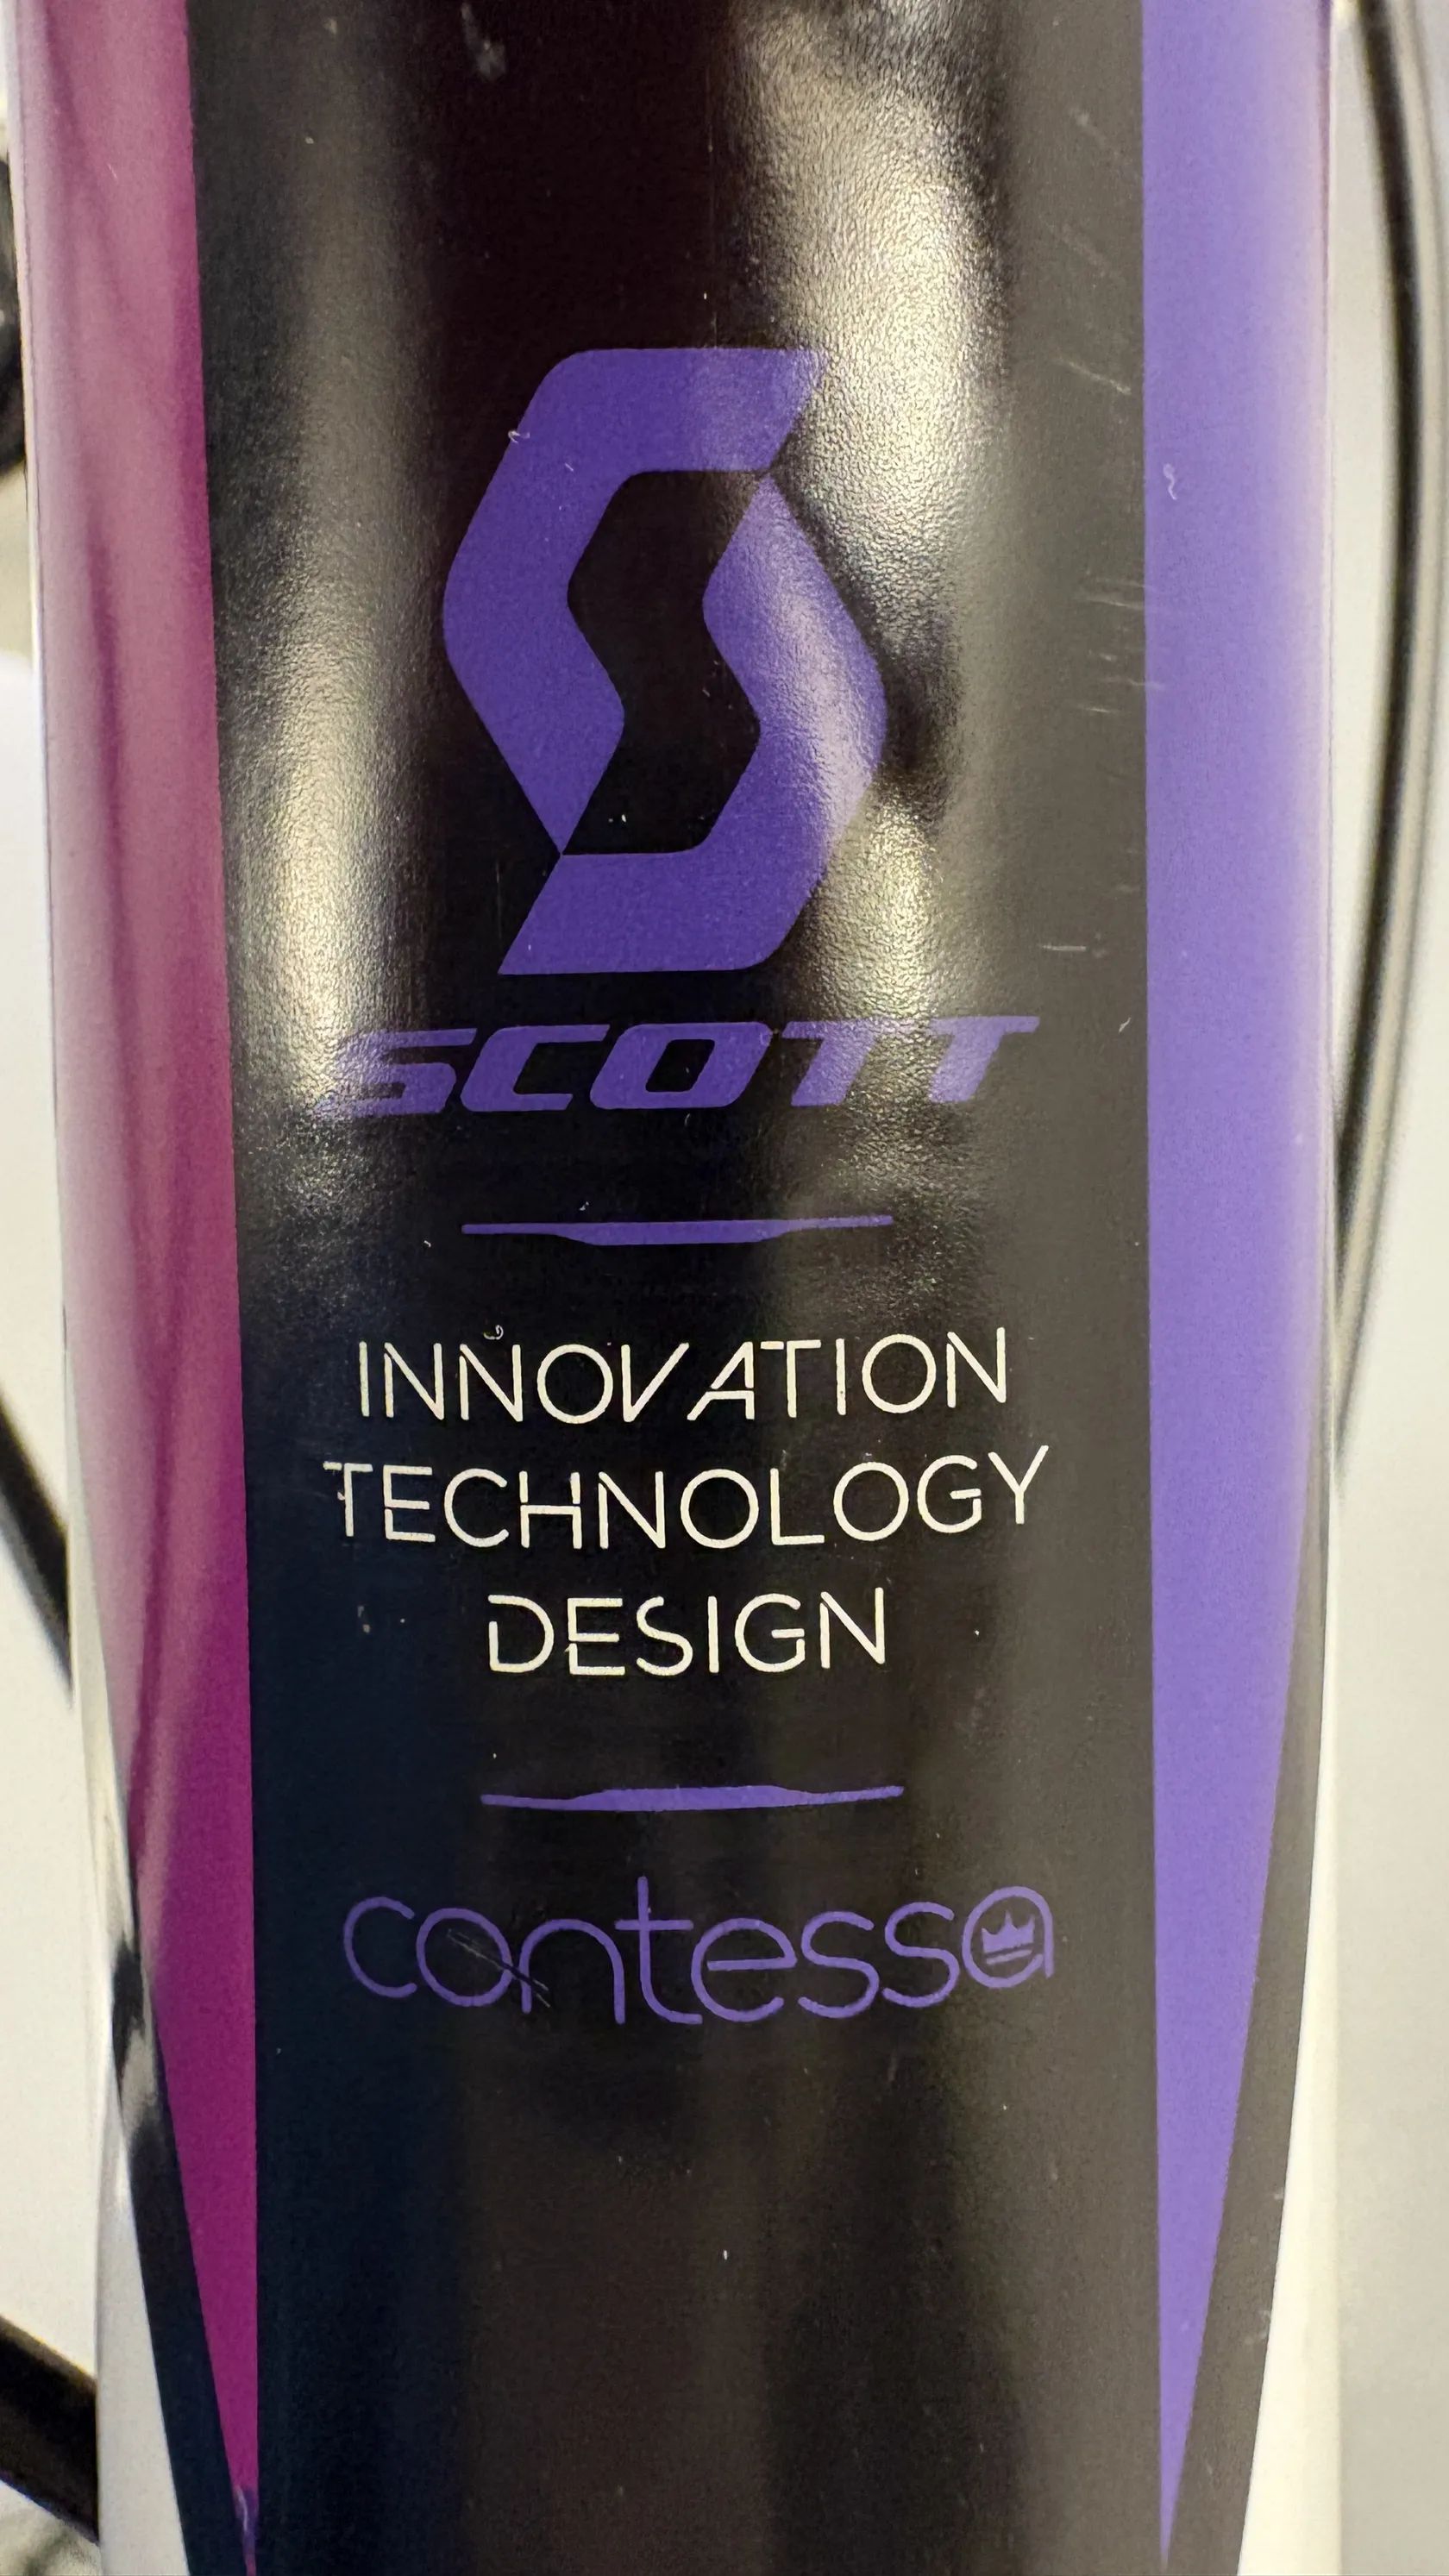 SCOTT
INNOVATION
TECHNOLOGY
DESIGN
contessa